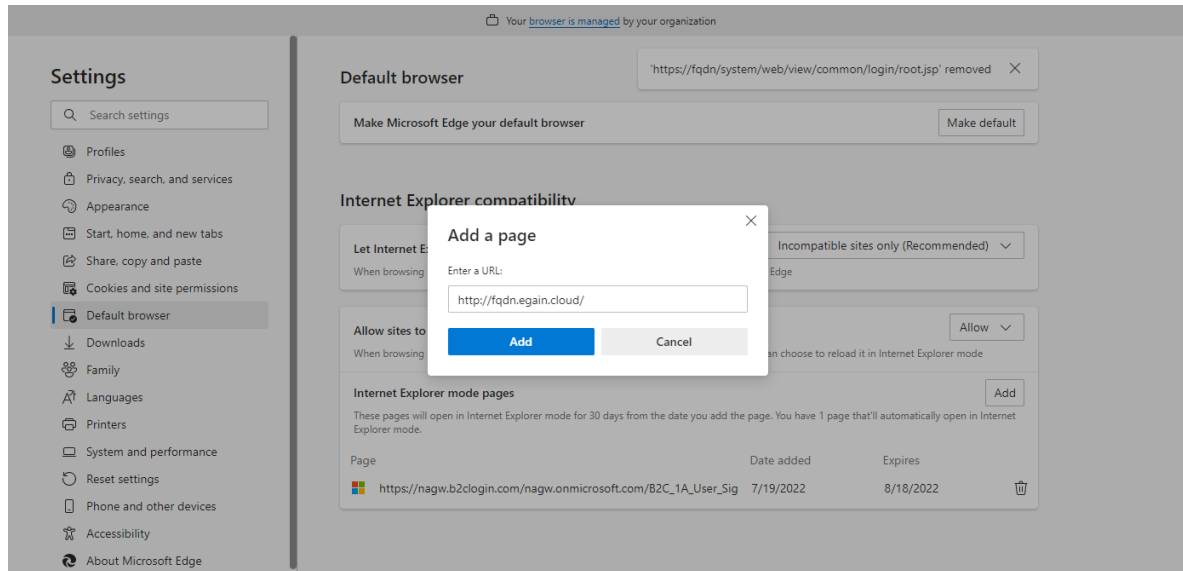 Your browser is managed by your organization
Settings
Search settings
Profiles
Privacy, search, and services
Appearance
Start, home, and new tabs
Share, copy and paste
Cookies and site permissions
Default browser
Downloads
Family
Languages
Printers
System and performance
Reset settings
Phone and other devices
Accessibility
About Microsoft Edge
Default browser
'https://fqdn/system/web/view/common/login/root.jsp' removed
Make Microsoft Edge your default browser
Make default
Internet Explorer compatibility
Let Internet E
Incompatible sites only (Recommended)
When browsing
Edge
Add a page
Enter a URL:
http://fqdn.egain.cloud/
Add
Cancel
Allow sites to
Allow
When browsing
an choose to reload it in Internet Explorer mode
Internet Explorer mode pages
Add
These pages will open in Internet Explorer mode for 30 days from the date you add the page. You have 1 page that'll automatically open in Internet
Explorer mode.
Page Date added Expires
https://nagw.b2clogin.com/nagw.onmicrosoft.com/B2C_1A_User_Sig 7/19/2022 8/18/2022